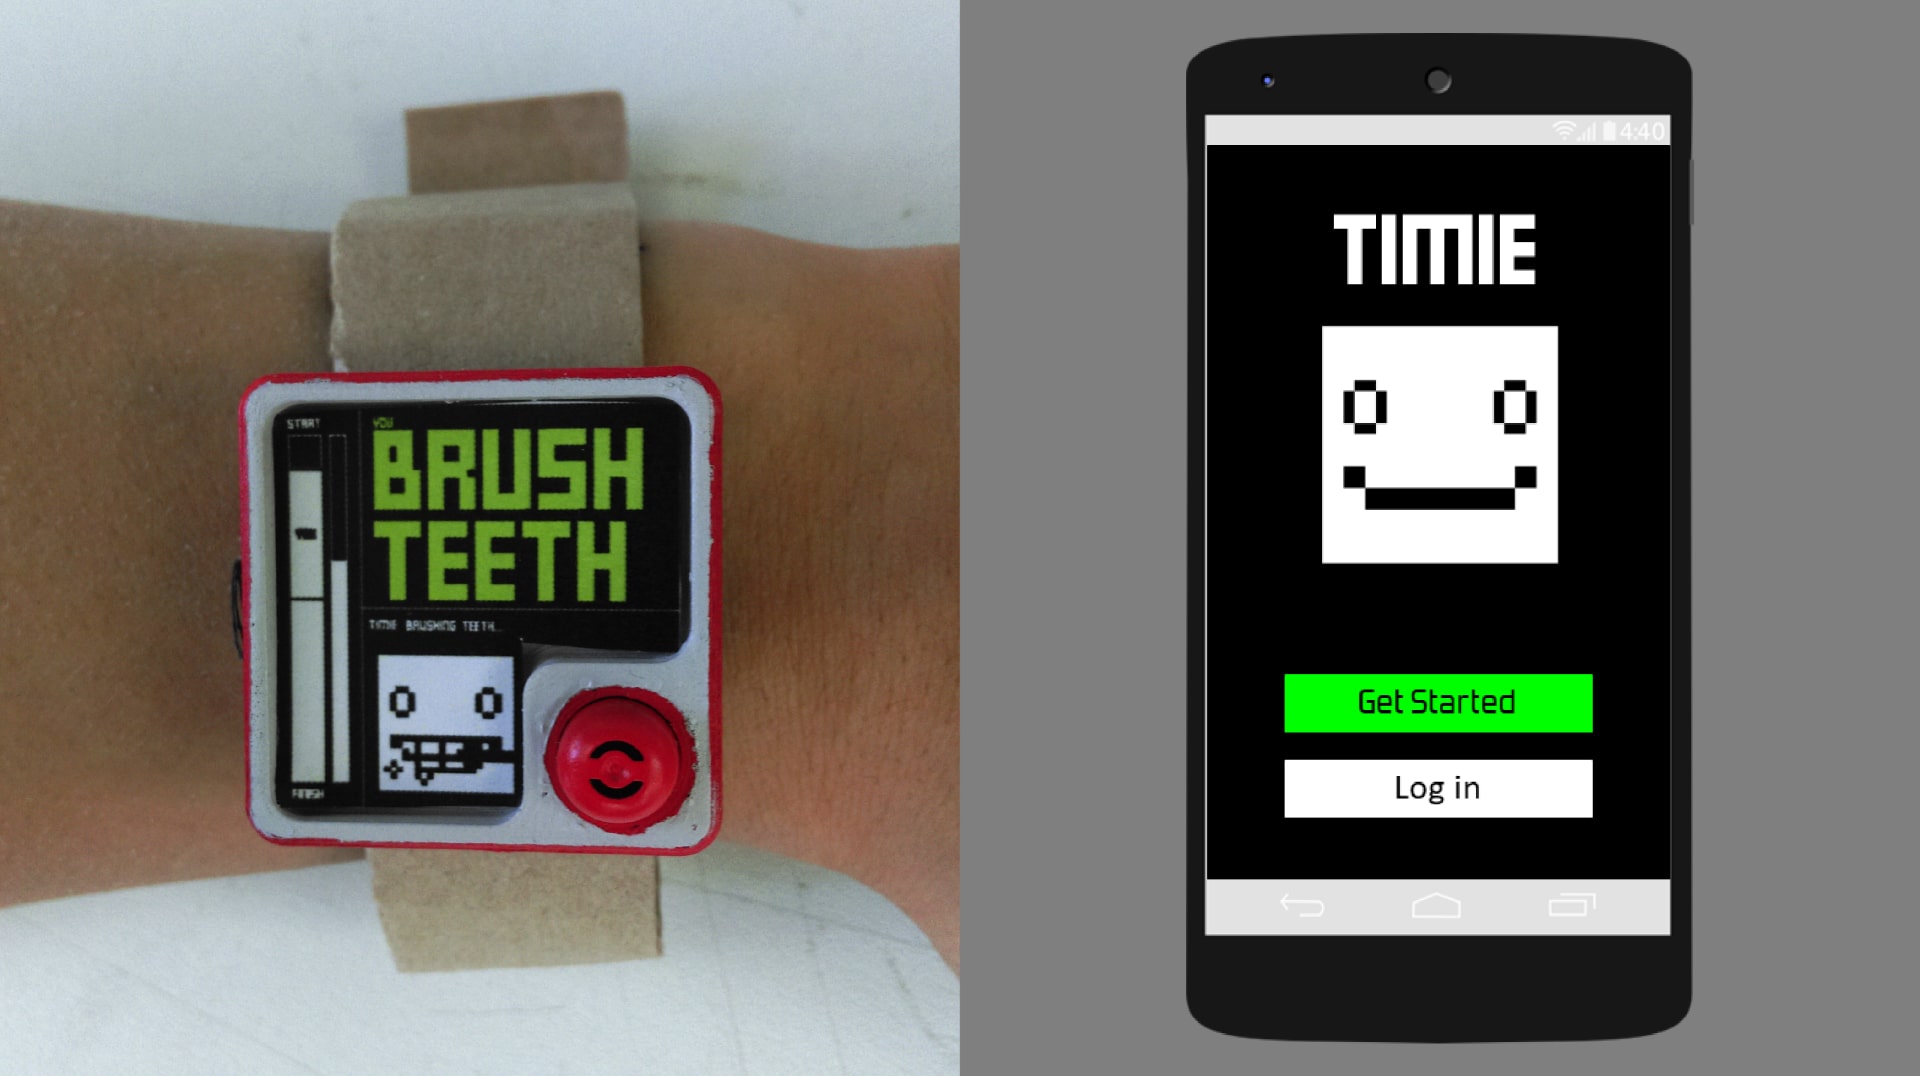 START
YOU
BRUSH
TEETH
TIMIE BRUSHING TEETH...
FINISH
4:40
TIMIE
Get Started
Log in